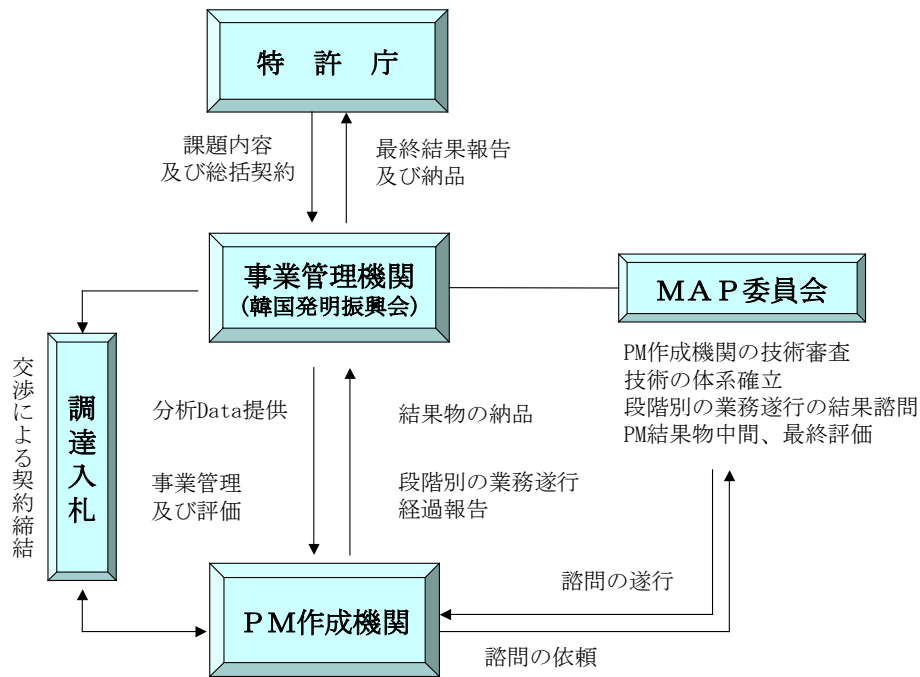 特　許　庁
課題内容
及び総括契約
最終結果報告
及び納品
事業管理機関
(韓国発明振興会)
ＭＡＰ委員会
PM作成機関の技術審査
技術の体系確立
段階別の業務遂行の結果諮問
PM結果物中間、最終評価
交渉による契約締結
調達入札
分析Data提供
結果物の納品
事業管理
及び評価
段階別の業務遂行
経過報告
諮問の遂行
ＰＭ作成機関
諮問の依頼